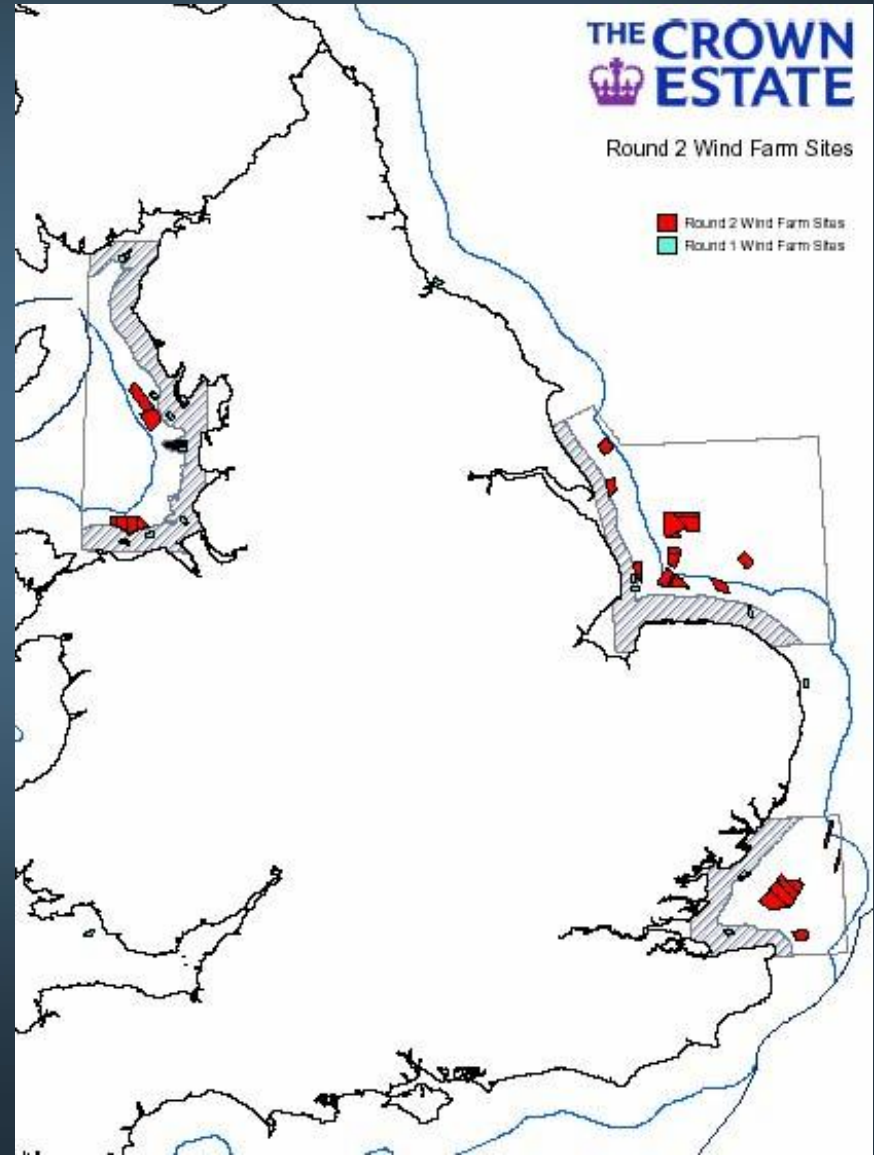 THE CROWN
ESTATE
Round 2 Wind Farm Sites
Round 2 Wind Farm Sites
Round 1 Wind Farm Sites